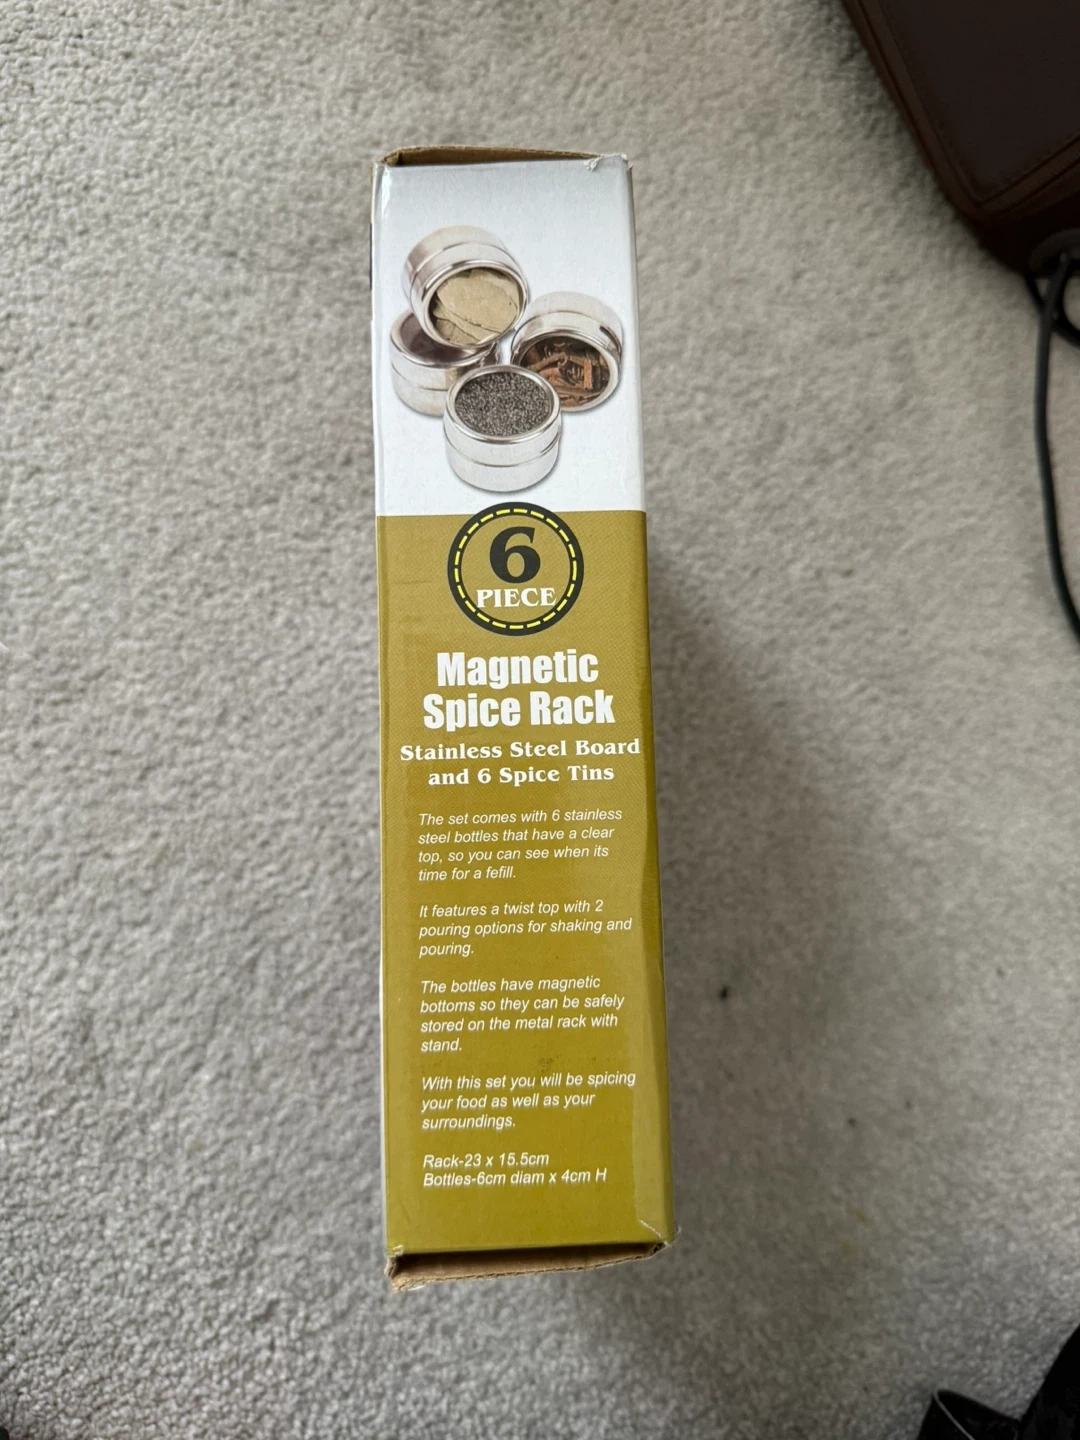 6
PIECE
Magnetic
Spice Rack
Stainless Steel Board
and 6 Spice Tins
The set comes with 6 stainless
steel bottles that have a clear
top, so you can see when its
time for a fefill.
It features a twist top with 2
pouring options for shaking and
pouring.
The bottles have magnetic
bottoms so they can be safely
stored on the metal rack with
stand.
With this set you will be spicing
your food as well as your
surroundings.
Rack-23 x 15.5cm
Bottles-6cm diam x 4cm H